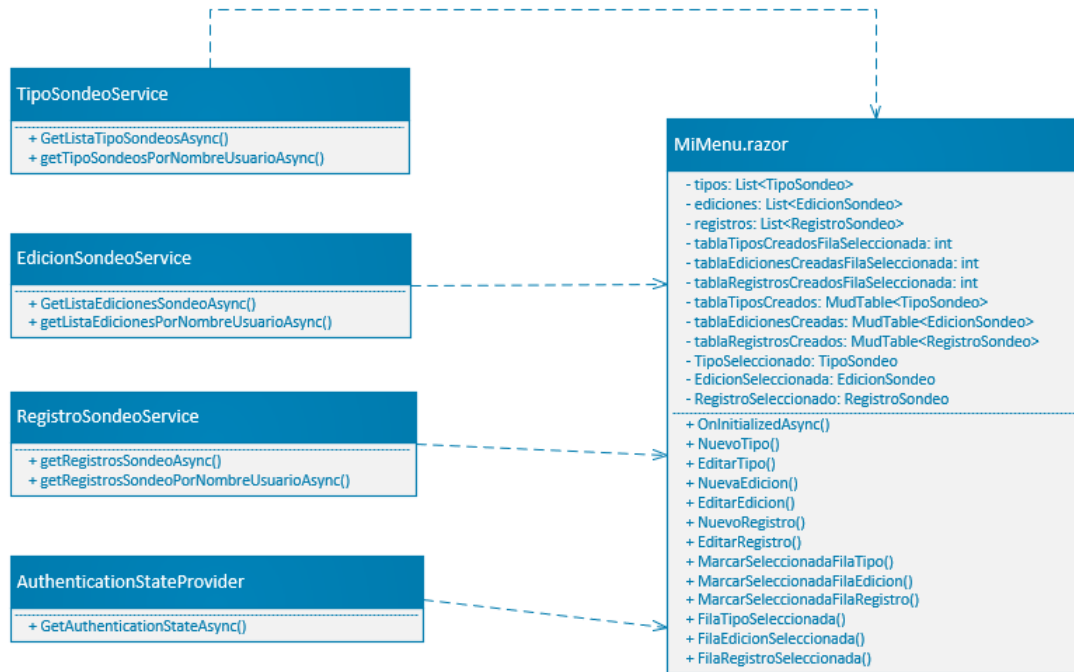 TipoSondeoService
+ GetListaTipoSondeosAsync()
+ getTipoSondeosPorNombreUsuarioAsync()
EdicionSondeoService
+ GetListaEdicionesSondeoAsync()
+ getListaEdicionesPorNombreUsuarioAsync()
RegistroSondeoService
+ getRegistrosSondeoAsync()
+ getRegistrosSondeoPorNombreUsuarioAsync()
AuthenticationStateProvider
+ GetAuthenticationStateAsync()
MiMenu.razor
- tipos: List<TipoSondeo>
- ediciones: List<EdicionSondeo>
- registros: List<RegistroSondeo>
- tablaTiposCreadosFilaSeleccionada: int
- tablaEdicionesCreadasFilaSeleccionada: int
- tablaRegistrosCreadosFilaSeleccionada: int
- tablaTiposCreados: MudTable<TipoSondeo>
- tablaEdicionesCreadas: MudTable<EdicionSondeo>
- tablaRegistrosCreados: MudTable<RegistroSondeo>
- TipoSeleccionado: TipoSondeo
- EdicionSeleccionada: EdicionSondeo
- RegistroSeleccionado: RegistroSondeo
+ OnInitializedAsync()
+ NuevoTipo()
+ EditarTipo()
+ NuevaEdicion()
+ EditarEdicion()
+ NuevoRegistro()
+ EditarRegistro()
+ MarcarSeleccionadaFilaTipo()
+ MarcarSeleccionadaFilaEdicion()
+ MarcarSeleccionadaFilaRegistro()
+ FilaTipoSeleccionada()
+ FilaEdicionSeleccionada()
+ FilaRegistroSeleccionada()